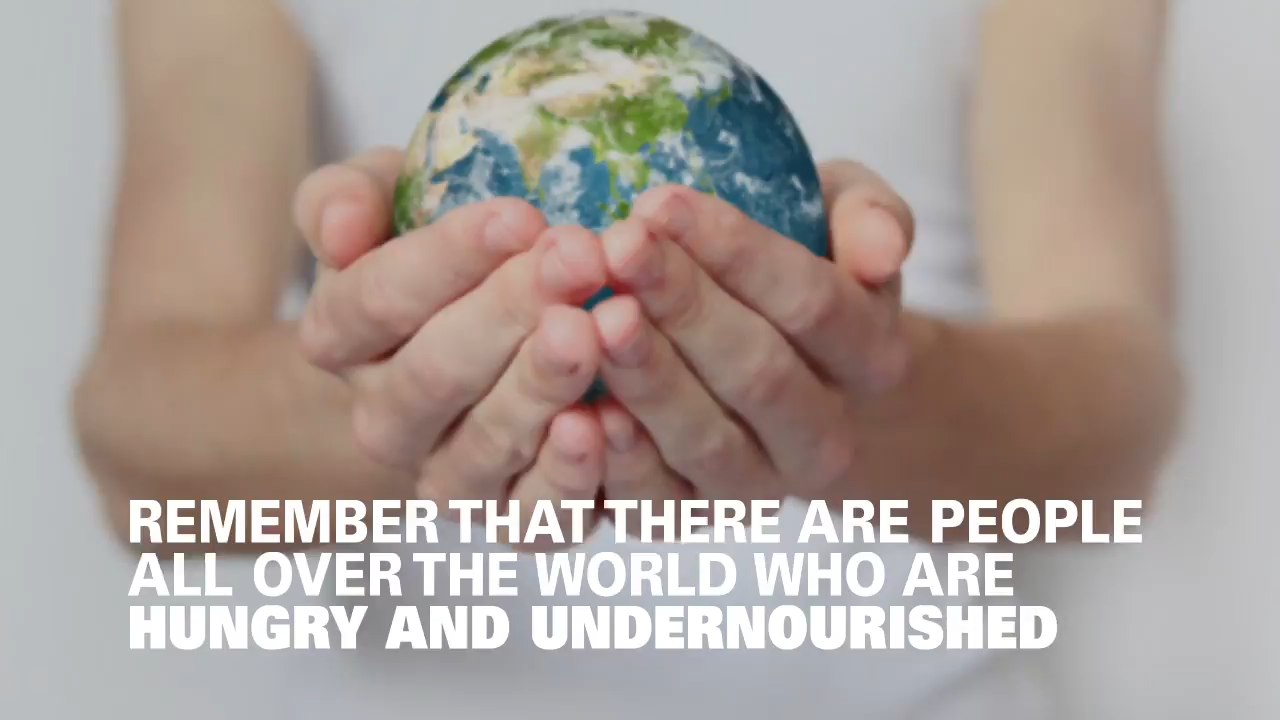 REMEMBER THAT THERE ARE PEOPLE
ALL OVER THE WORLD WHO ARE
HUNGRY AND UNDERNOURISHED